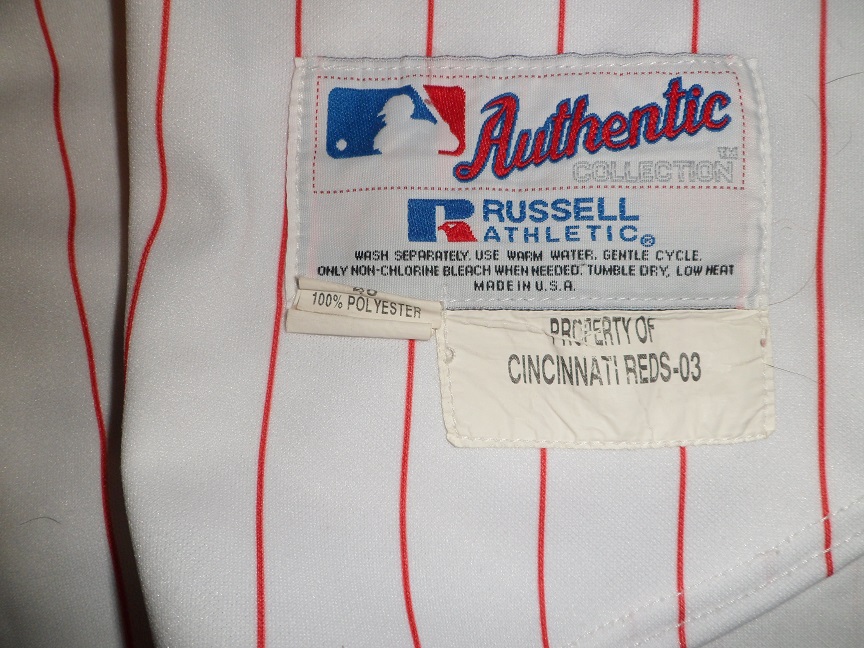 Authentic
COLLECTION™
RUSSELL
ATHLETIC®
WASH SEPARATELY. USE WARM WATER. GENTLE CYCLE.
ONLY NON-CHLORINE BLEACH WHEN NEEDED. TUMBLE DRY, LOW HEAT
MADE IN U.S.A.
100% POLYESTER
PROPERTY OF
CINCINNATI REDS-03